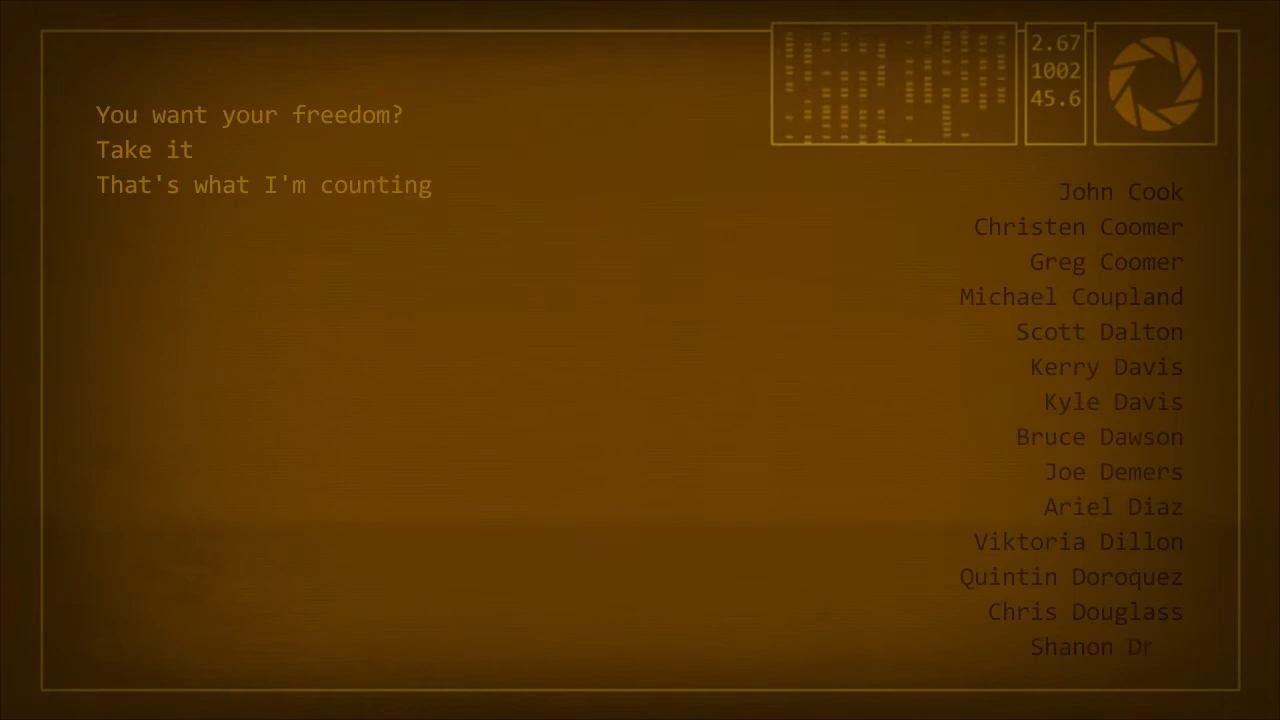 You want your freedom?
Take it
That's what I'm counting
2.67
1002
45.6
John Cook
Christen Coomer
Greg Coomer
Michael Coupland
Scott Dalton
Kerry Davis
Kyle Davis
Bruce Dawson
Joe Demers
Ariel Diaz
Viktoria Dillon
Quintin Doroquez
Chris Douglass
Shanon Dr